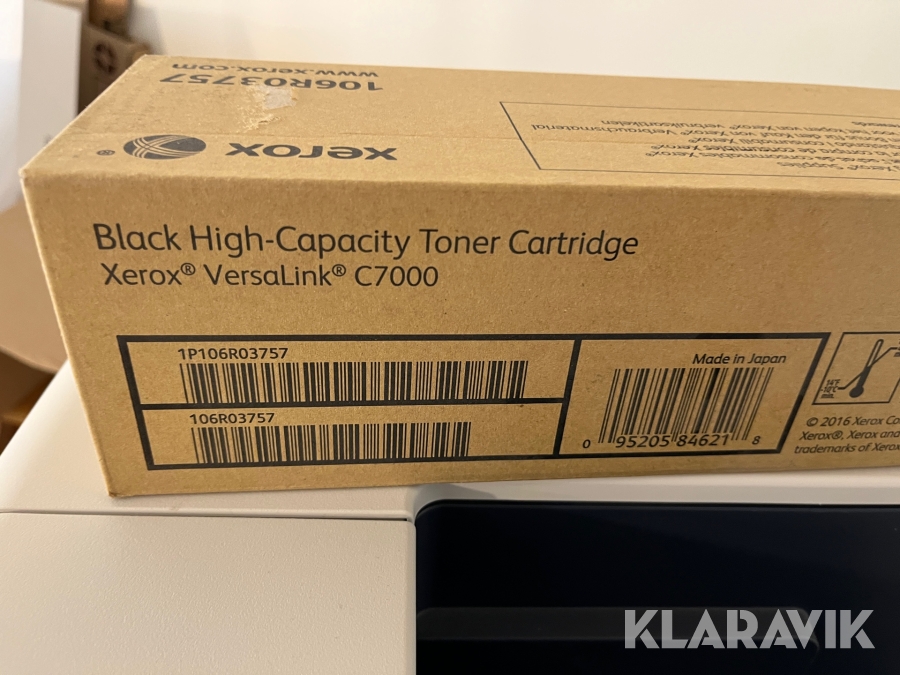 106R03757
www.xerox.com
xerox ®
Black High-Capacity Toner Cartridge
Xerox® VersaLink® C7000
1P106R03757
106R03757
Made in Japan
0 95205 84621 8
© 2016 Xerox
Xerox®, Xerox and
trademarks of Xerox
KLARAVIK